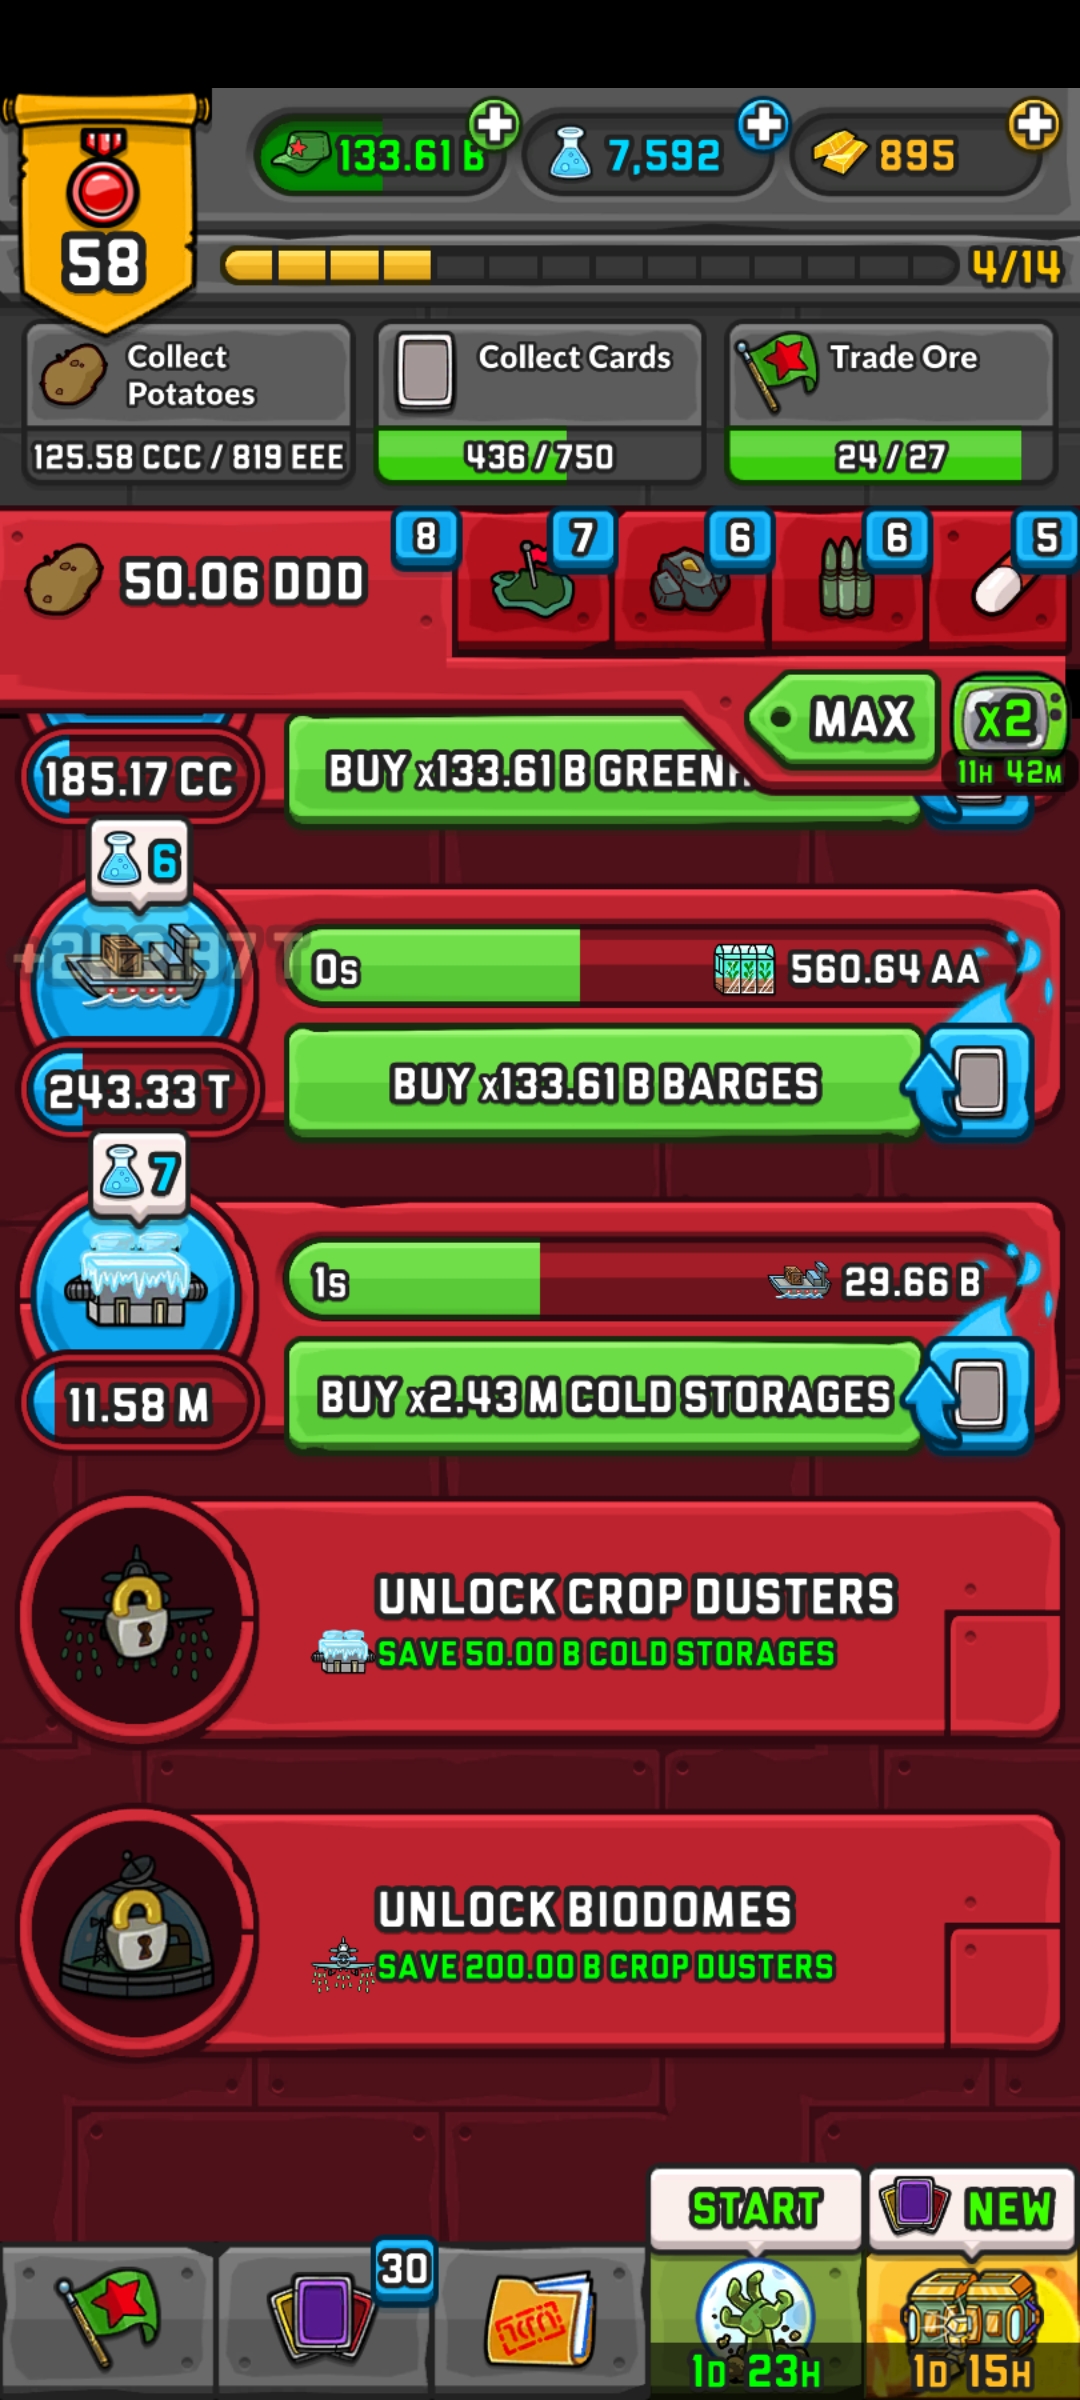 133.61 B
7,592
895
58
4/14
Collect
Potatoes
Collect Cards
Trade Ore
125.58 CCC / 819 EEE
436 / 750
24 / 27
50.06 DDD
8
7
6
6
5
MAX
x2
11H 42M
185.17 CC
BUY x133.61 B GREENH
6
0s
560.64 AA
243.33 T
BUY x133.61 B BARGES
7
1s
29.66 B
11.58 M
BUY x2.43 M COLD STORAGES
UNLOCK CROP DUSTERS
SAVE 50.00 B COLD STORAGES
UNLOCK BIODOMES
SAVE 200.00 B CROP DUSTERS
START
NEW
30
1D 23H
1D 15H